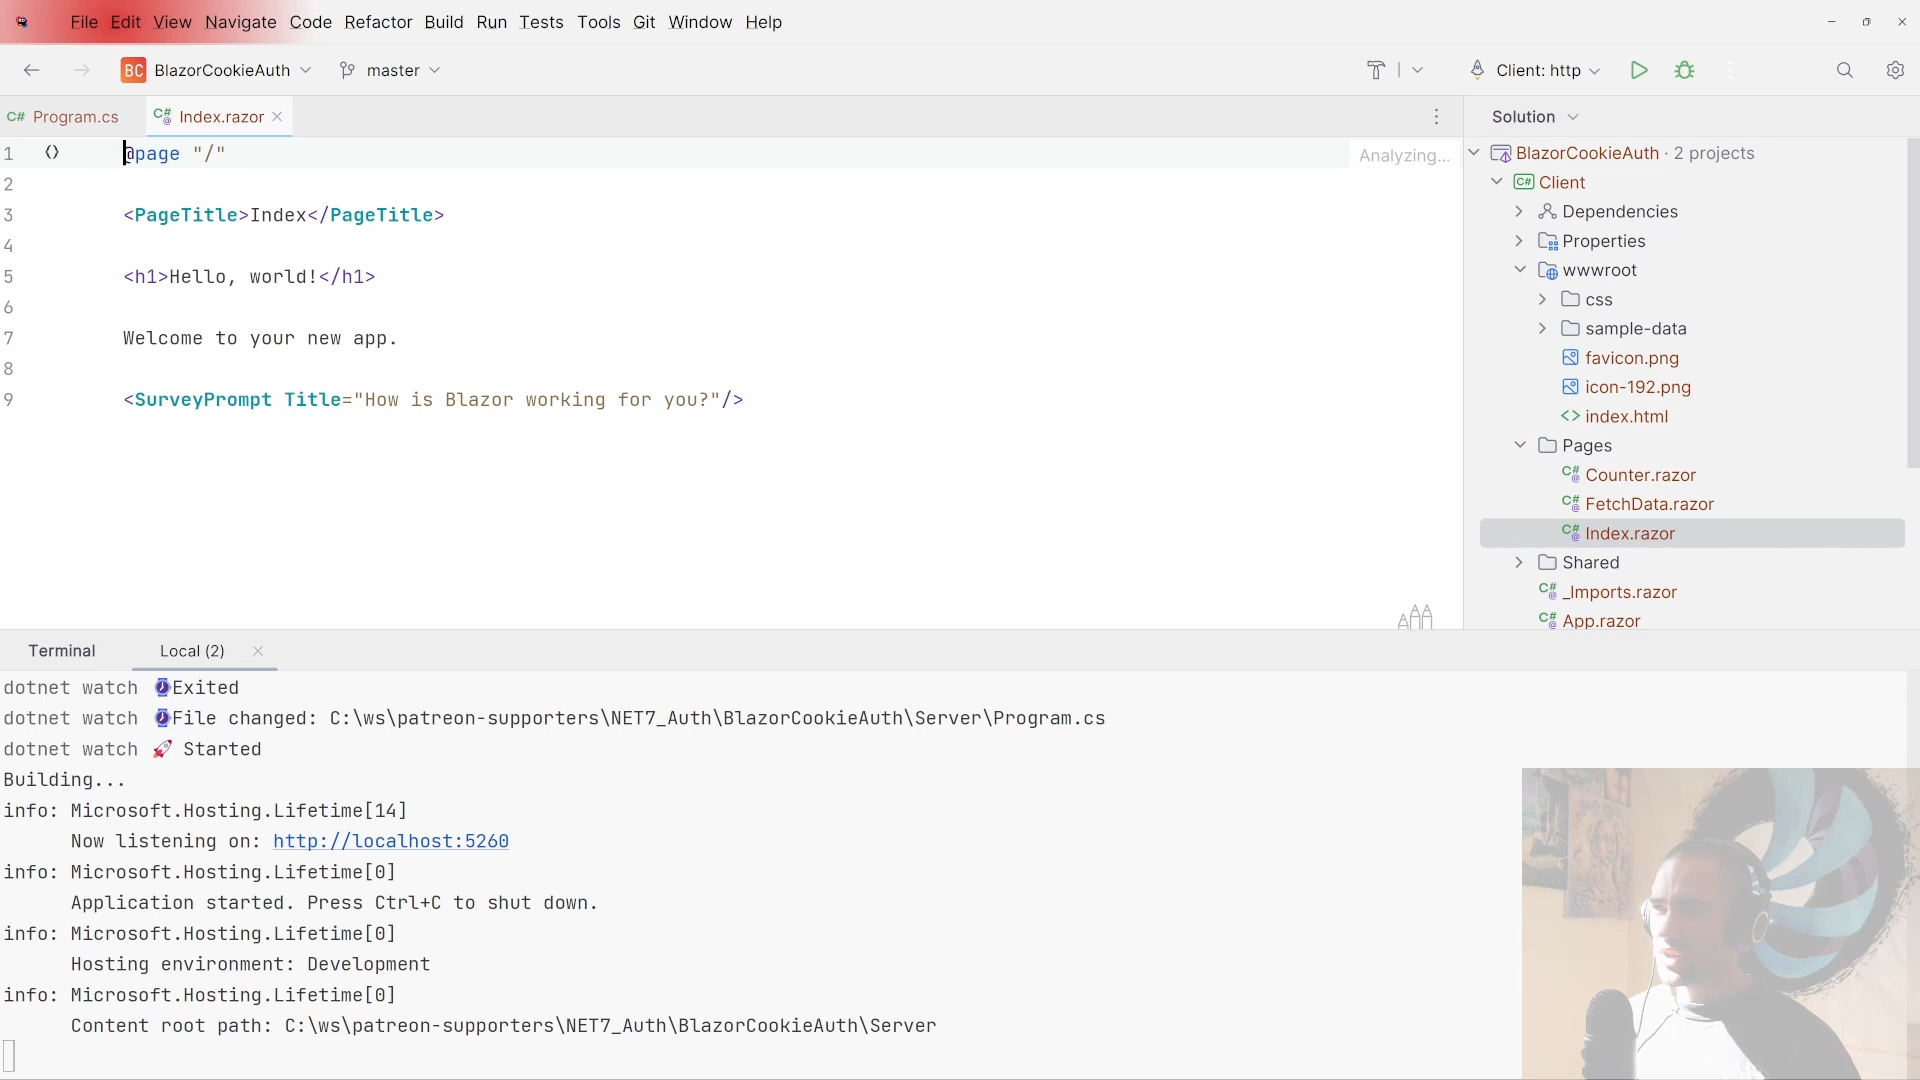 File Edit View Navigate Code Refactor Build Run Tests Tools Git Window Help
BC BlazorCookieAuth master Client: http
C# Program.cs C# Index.razor Solution
1 @page "/" Analyzing...
2
3 <PageTitle>Index</PageTitle>
4
5 <h1>Hello, world!</h1>
6
7 Welcome to your new app.
8
9 <SurveyPrompt Title="How is Blazor working for you?"/>
BlazorCookieAuth · 2 projects
C# Client
Dependencies
Properties
wwwroot
css
sample-data
favicon.png
icon-192.png
index.html
Pages
C# Counter.razor
C# FetchData.razor
C# Index.razor
Shared
C# _Imports.razor
C# App.razor
Terminal Local (2)
dotnet watch ⌚Exited
dotnet watch ⌚File changed: C:\ws\patreon-supporters\NET7_Auth\BlazorCookieAuth\Server\Program.cs
dotnet watch 🚀 Started
Building...
info: Microsoft.Hosting.Lifetime[14]
Now listening on: http://localhost:5260
info: Microsoft.Hosting.Lifetime[0]
Application started. Press Ctrl+C to shut down.
info: Microsoft.Hosting.Lifetime[0]
Hosting environment: Development
info: Microsoft.Hosting.Lifetime[0]
Content root path: C:\ws\patreon-supporters\NET7_Auth\BlazorCookieAuth\Server